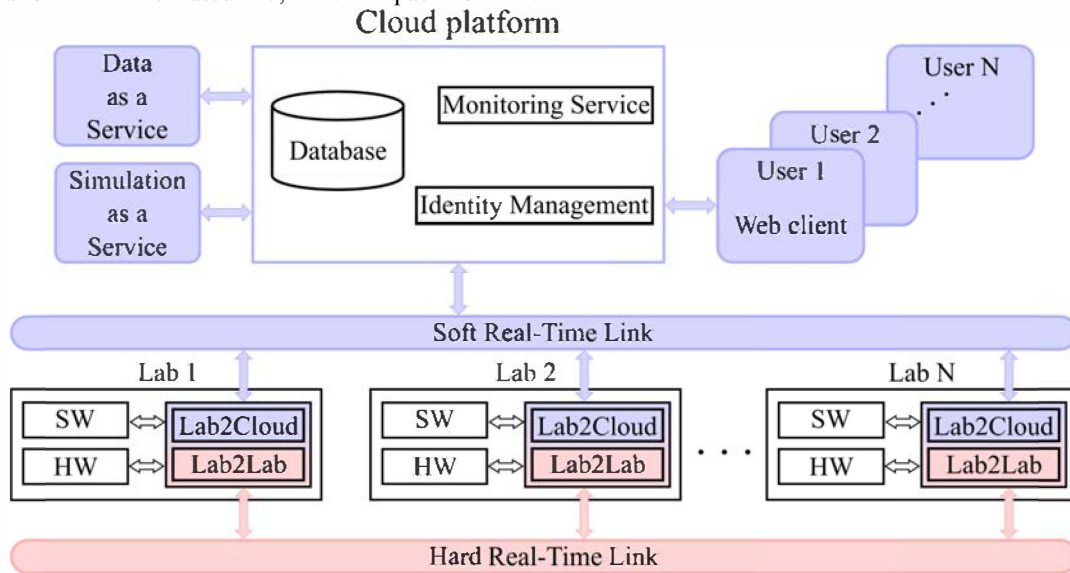 Cloud platform
Data
as a
Service
Simulation
as a
Service
Database
Monitoring Service
Identity Management
User N
User 2
User 1
Web client
Soft Real-Time Link
Lab 1
Lab 2
Lab N
SW
Lab2Cloud
HW
Lab2Lab
SW
Lab2Cloud
HW
Lab2Lab
. . .
SW
Lab2Cloud
HW
Lab2Lab
Hard Real-Time Link